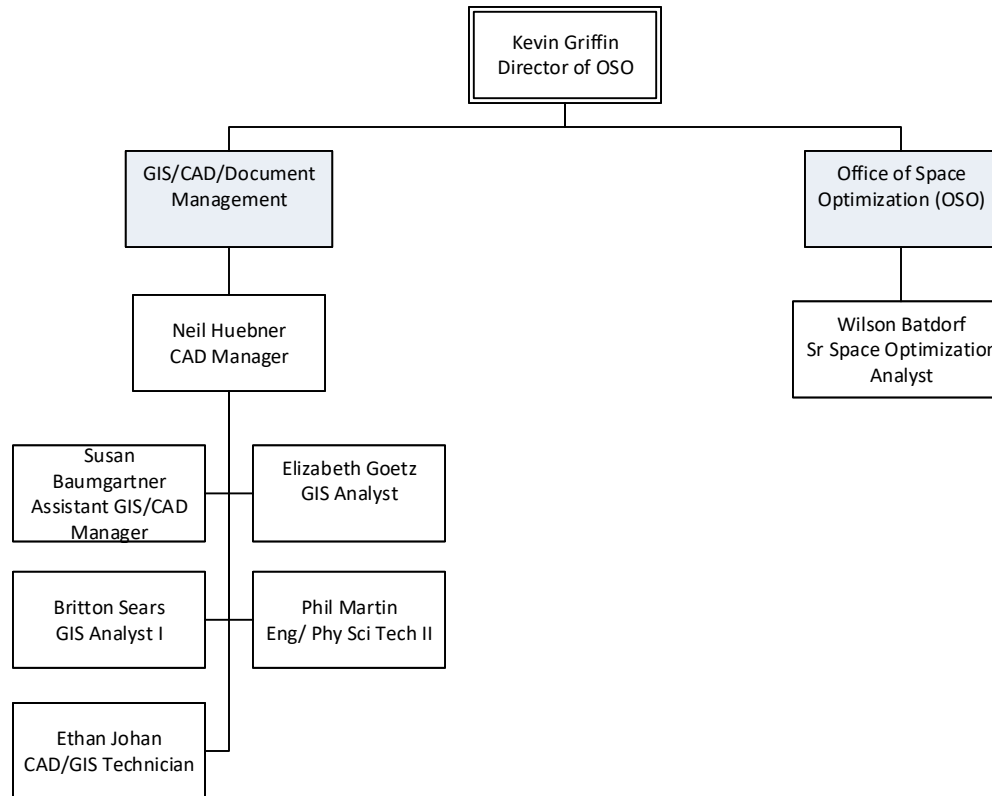 Kevin Griffin
Director of OSO
GIS/CAD/Document
Management
Office of Space
Optimization (OSO)
Neil Huebner
CAD Manager
Wilson Batdorf
Sr Space Optimization
Analyst
Susan
Baumgartner
Assistant GIS/CAD
Manager
Elizabeth Goetz
GIS Analyst
Britton Sears
GIS Analyst I
Phil Martin
Eng/ Phy Sci Tech II
Ethan Johan
CAD/GIS Technician